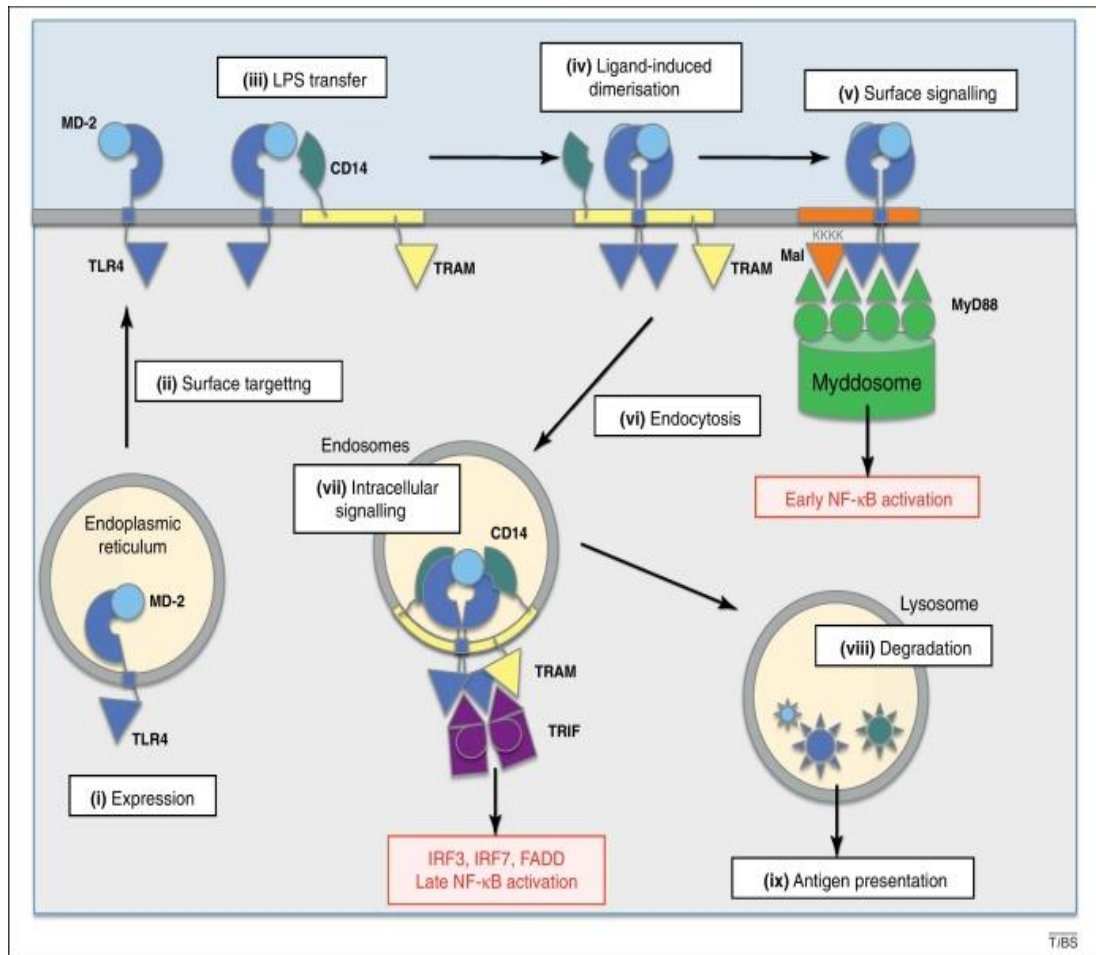 (iii) LPS transfer
(iv) Ligand-induced
dimerisation
(v) Surface signalling
MD-2
CD14
TLR4
TRAM
TRAM
KKKK
Mal
MyD88
Myddosome
(ii) Surface targettng
(vi) Endocytosis
Early NF-κB activation
Endosomes
(vii) Intracellular
signalling
CD14
Endoplasmic
reticulum
MD-2
TLR4
(i) Expression
TRAM
TRIF
Lysosome
(viii) Degradation
IRF3, IRF7, FADD
Late NF-κB activation
(ix) Antigen presentation
T/BS